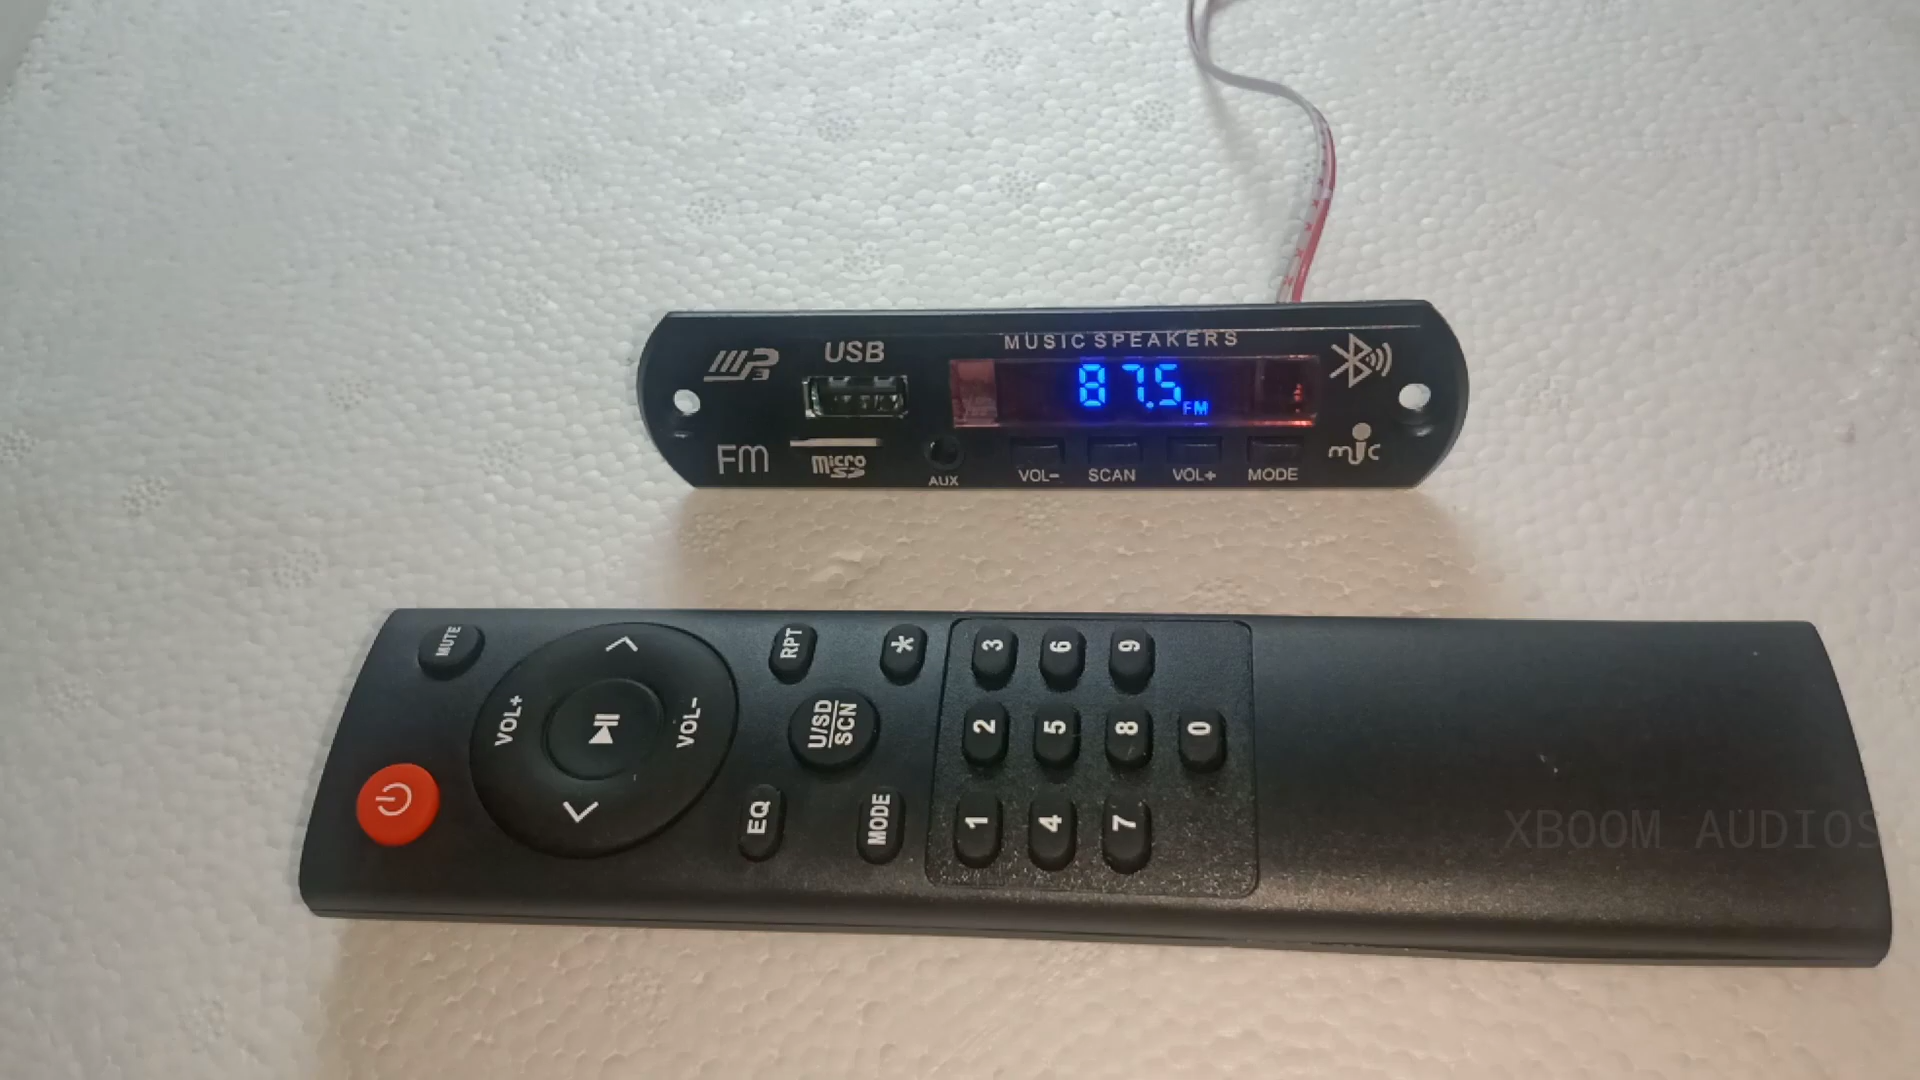 MUSIC SPEAKERS
MP3
USB
87.5 FM
FM
micro SD
AUX
VOL-
SCAN
VOL+
MODE
mic
MUTE
VOL+
VOL-
RPT
*
U/SD
SCN
EQ
MODE
3 6 9
2 5 8 0
1 4 7
XBOOM AUDIOS